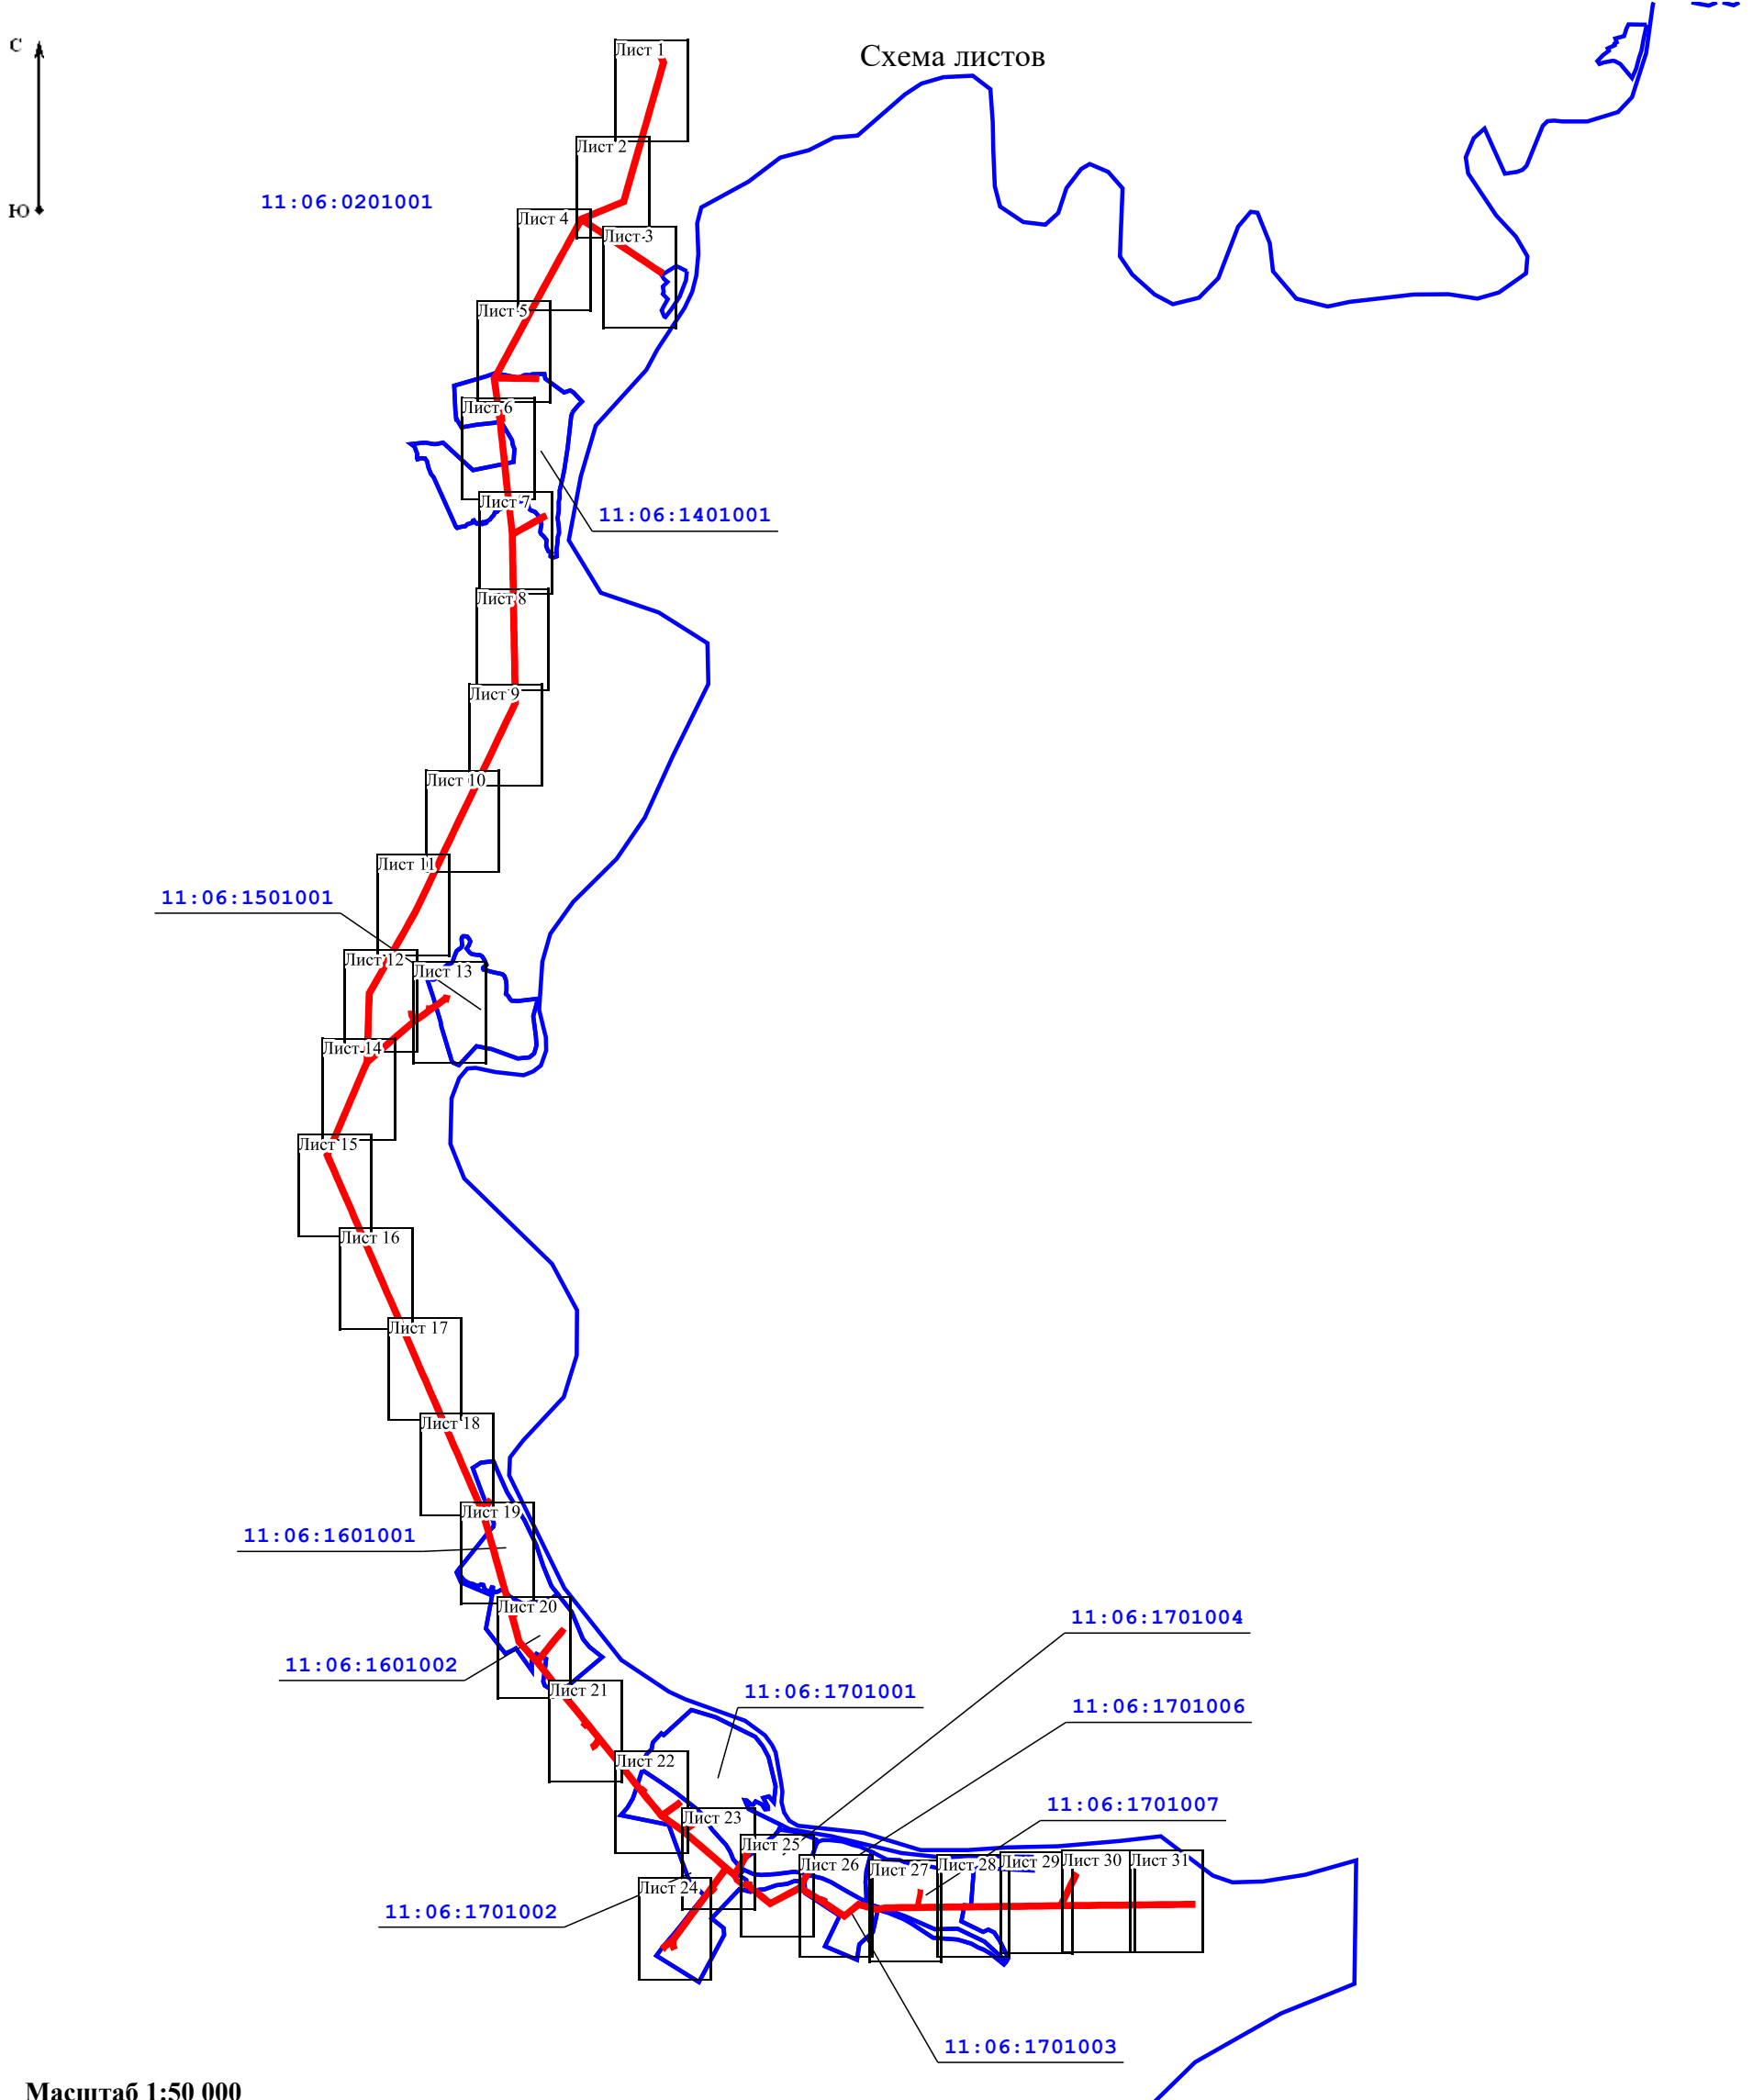 С
Схема листов
Лист 1
Лист 2
11:06:0201001
Ю
Лист 4
Лист 3
Лист 5
Лист 6
Лист 7
11:06:1401001
Лист 8
Лист 9
Лист 10
Лист 11
11:06:1501001
Лист 12
Лист 13
Лист 14
Лист 15
Лист 16
Лист 17
Лист 18
Лист 19
11:06:1601001
Лист 20
11:06:1701004
11:06:1601002
Лист 21
11:06:1701001
11:06:1701006
Лист 22
11:06:1701007
Лист 23
Лист 25
Лист 26
Лист 27
Лист 28
Лист 29
Лист 30
Лист 31
Лист 24
11:06:1701002
11:06:1701003
Масштаб 1:50 000